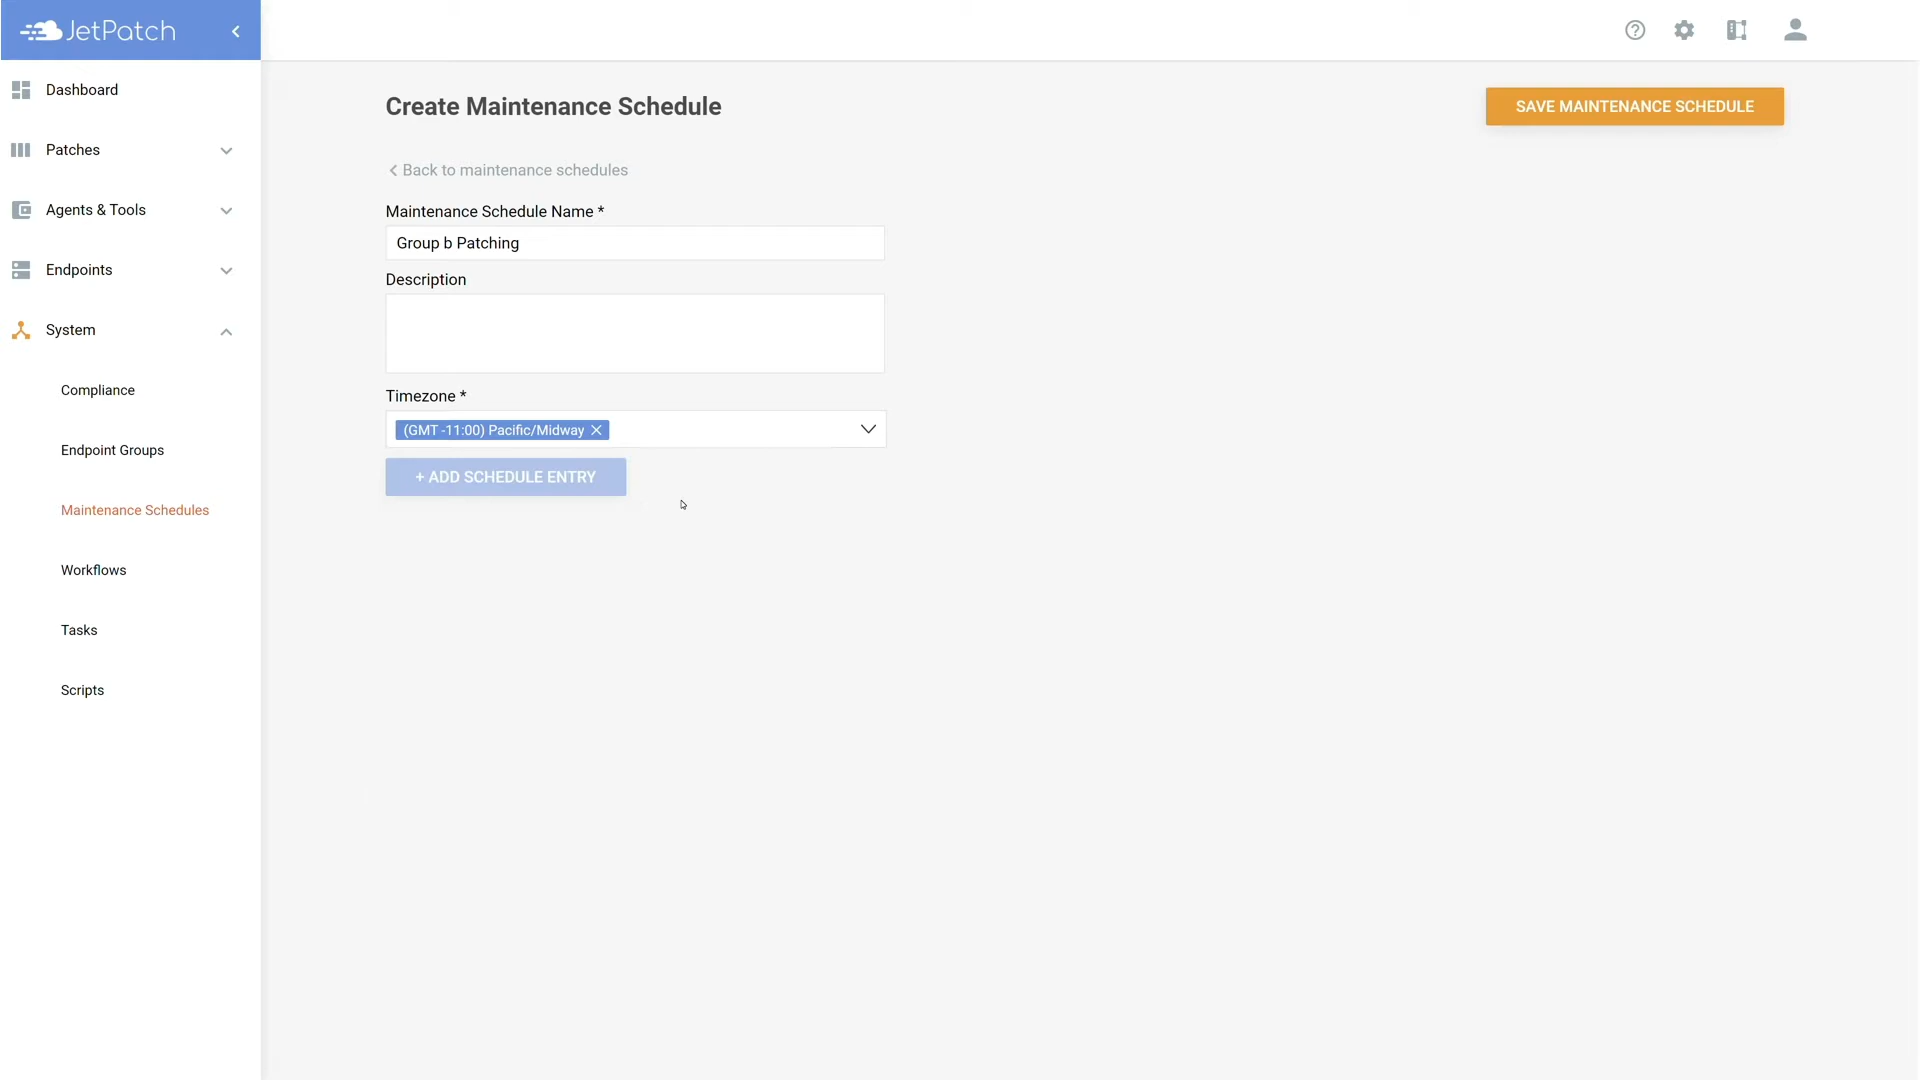 JetPatch
Dashboard
Patches
Agents & Tools
Endpoints
System
Compliance
Endpoint Groups
Maintenance Schedules
Workflows
Tasks
Scripts
Create Maintenance Schedule
SAVE MAINTENANCE SCHEDULE
Back to maintenance schedules
Maintenance Schedule Name *
Group b Patching
Description
Timezone *
(GMT -11:00) Pacific/Midway
+ ADD SCHEDULE ENTRY